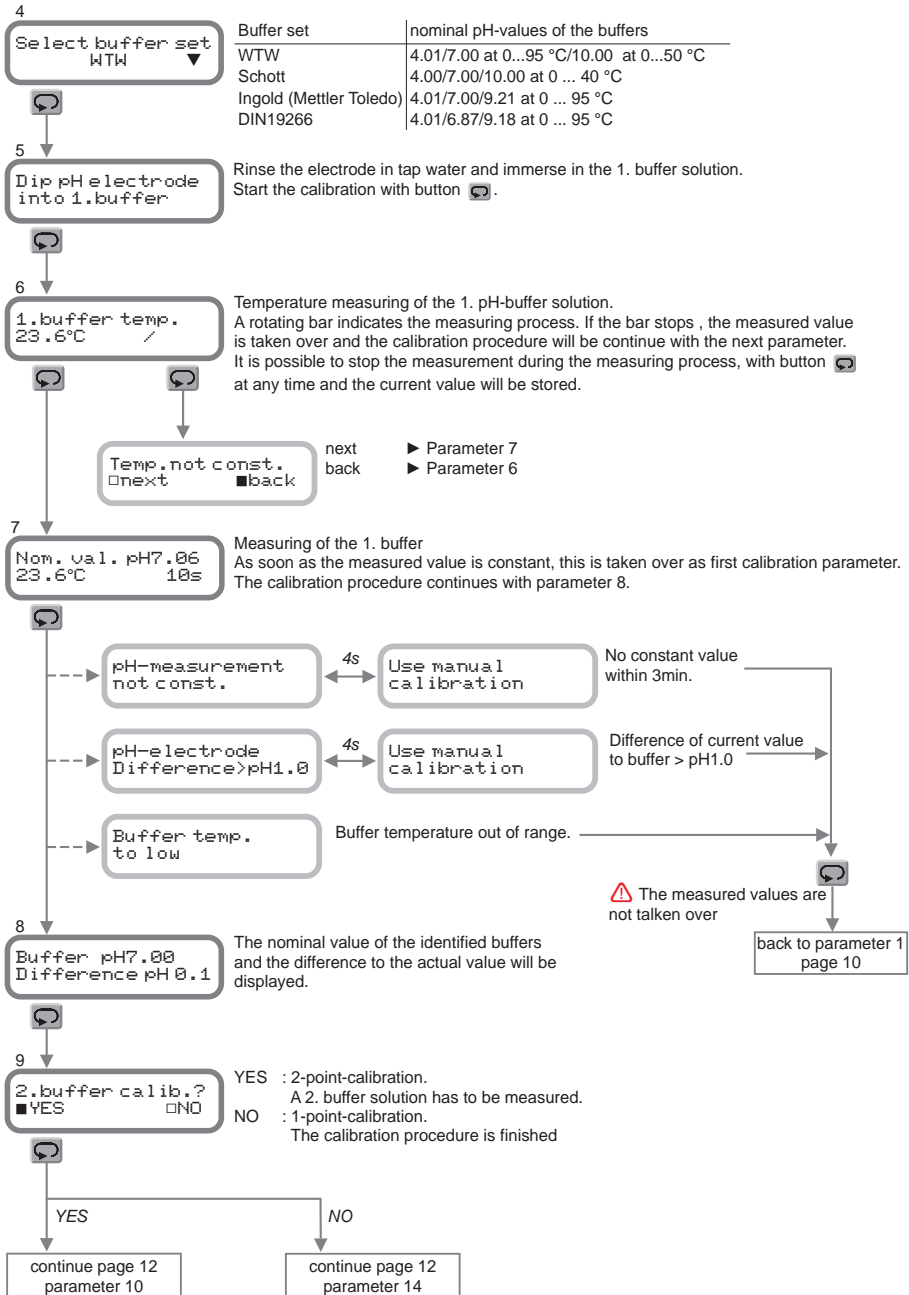 4
Select buffer set
WTW ▼
Buffer set nominal pH-values of the buffers
WTW 4.01/7.00 at 0...95 °C/10.00 at 0...50 °C
Schott 4.00/7.00/10.00 at 0 ... 40 °C
Ingold (Mettler Toledo) 4.01/7.00/9.21 at 0 ... 95 °C
DIN19266 4.01/6.87/9.18 at 0 ... 95 °C
5
Dip pH electrode
into 1.buffer
Rinse the electrode in tap water and immerse in the 1. buffer solution.
Start the calibration with button .
6
1.buffer temp.
23.6°C /
Temperature measuring of the 1. pH-buffer solution.
A rotating bar indicates the measuring process. If the bar stops , the measured value
is taken over and the calibration procedure will be continue with the next parameter.
It is possible to stop the measurement during the measuring process, with button
at any time and the current value will be stored.
Temp.not const.
□next ■back
next ► Parameter 7
back ► Parameter 6
7
Nom. val. pH7.06
23.6°C 10s
Measuring of the 1. buffer
As soon as the measured value is constant, this is taken over as first calibration parameter.
The calibration procedure continues with parameter 8.
pH-measurement
not const.
4s
Use manual
calibration
No constant value
within 3min.
pH-electrode
Difference>pH1.0
4s
Use manual
calibration
Difference of current value
to buffer > pH1.0
Buffer temp.
to low
Buffer temperature out of range.
The measured values are
not talken over
back to parameter 1
page 10
8
Buffer pH7.00
Difference pH 0.1
The nominal value of the identified buffers
and the difference to the actual value will be
displayed.
9
2.buffer calib.?
■YES □NO
YES : 2-point-calibration.
A 2. buffer solution has to be measured.
NO : 1-point-calibration.
The calibration procedure is finished
YES
NO
continue page 12
parameter 10
continue page 12
parameter 14